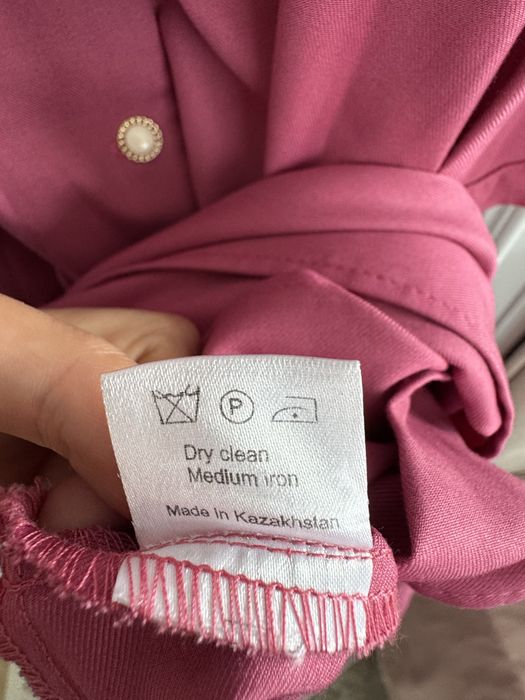 P
Dry clean
Medium iron
Made in Kazakhstan